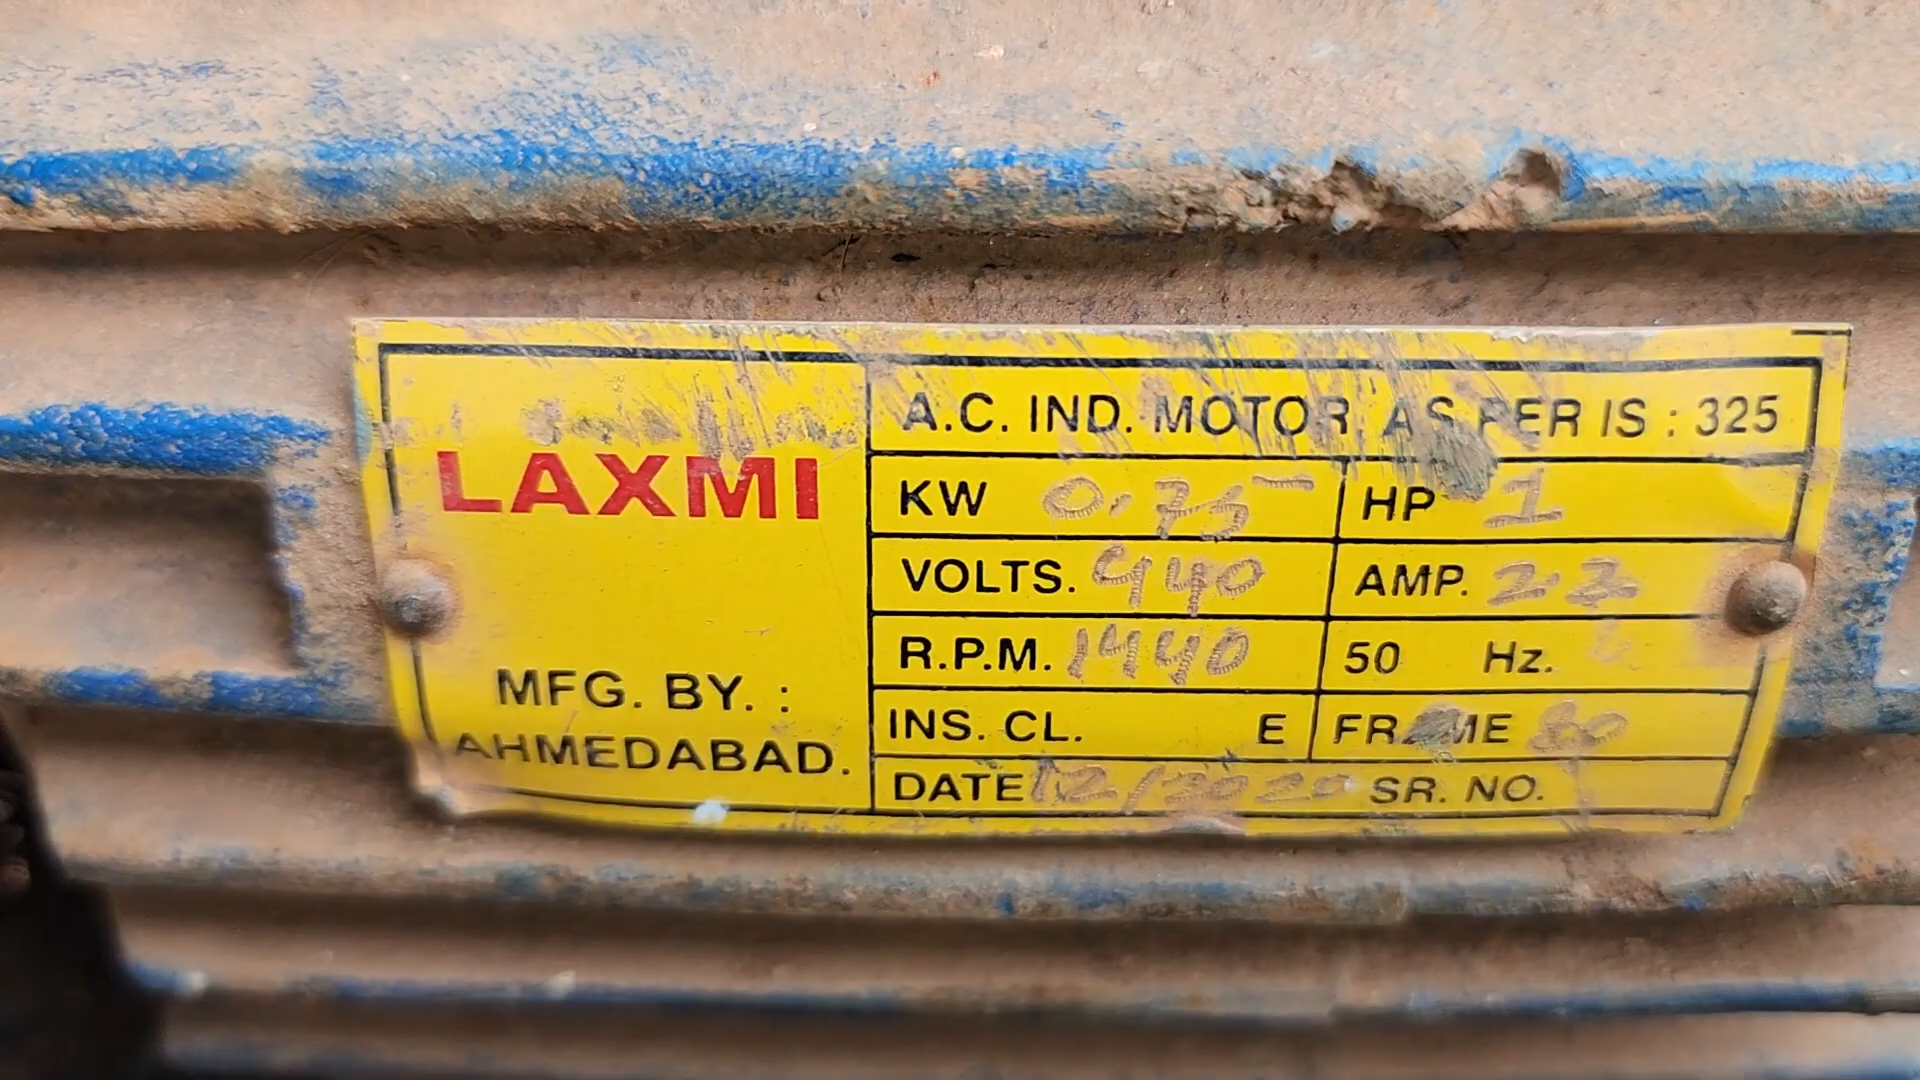 LAXMI
MFG. BY. :
AHMEDABAD.
A.C. IND. MOTOR AS PER IS : 325
KW 0.75 HP 1
VOLTS. 440 AMP. 2.2
R.P.M. 1440 50 Hz.
INS. CL. E FRAME 80
DATE 12/2020 SR. NO.